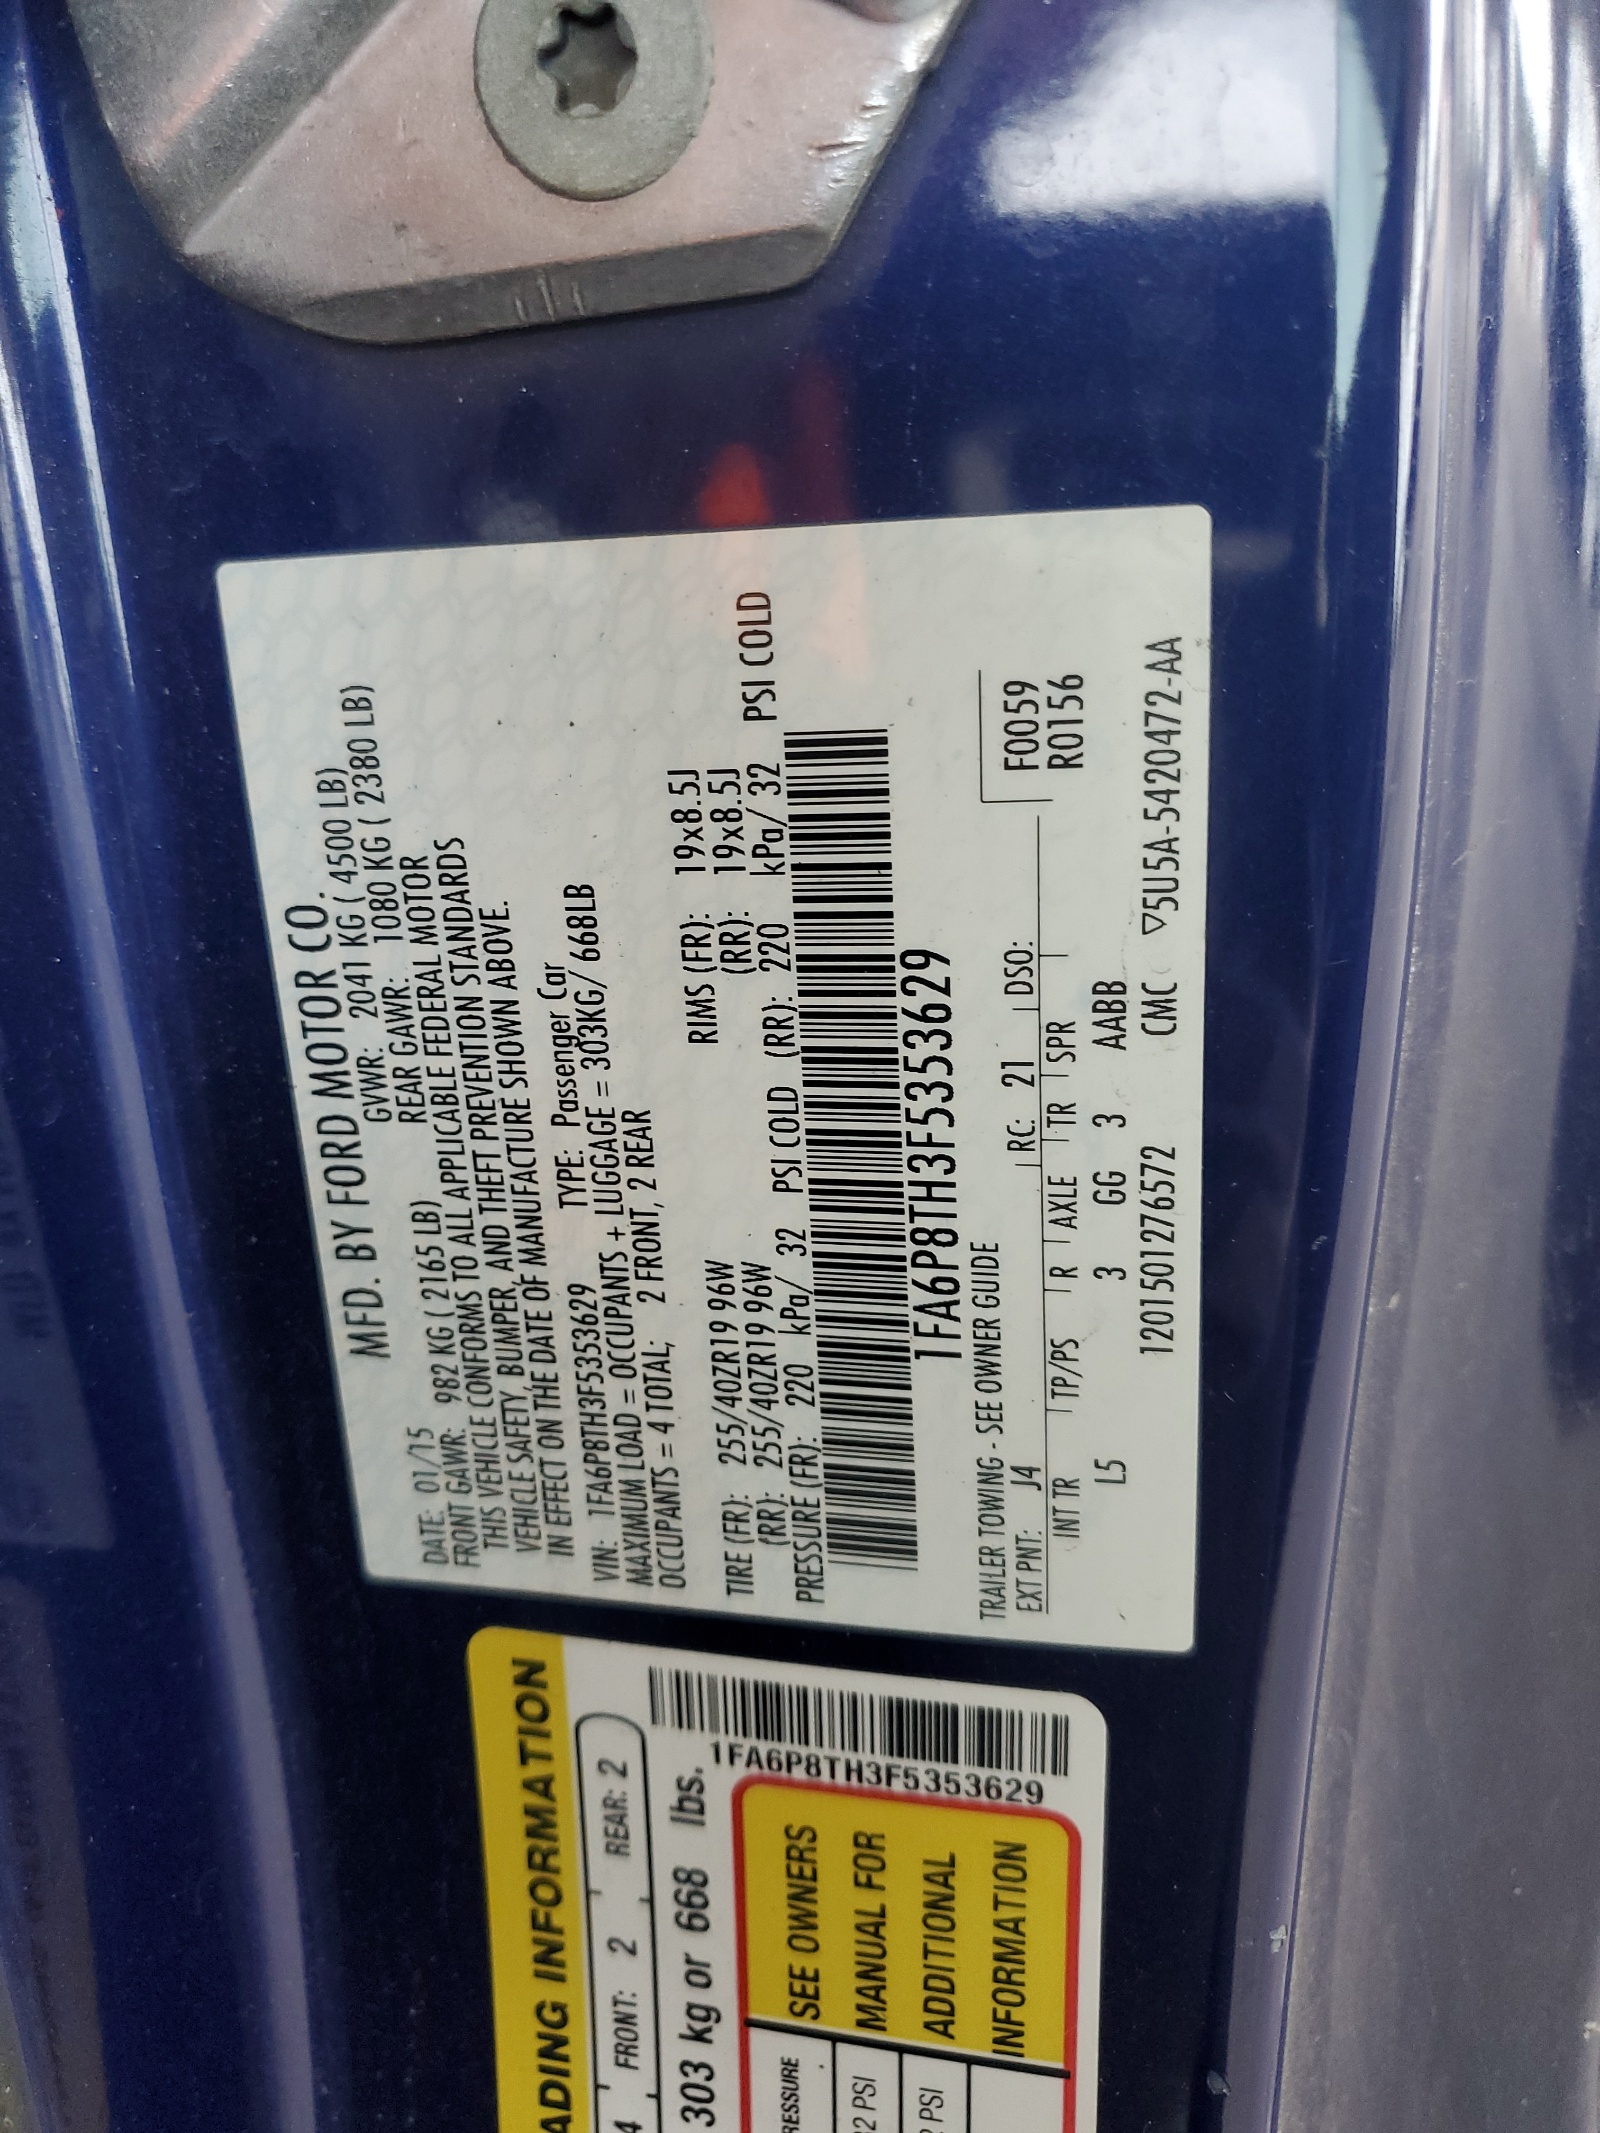 MFD. BY FORD MOTOR CO.
DATE: 01/15 GVWR: 2041 KG ( 4500 LB)
FRONT GAWR: 982 KG ( 2165 LB) REAR GAWR: 1080 KG ( 2380 LB)
THIS VEHICLE CONFORMS TO ALL APPLICABLE FEDERAL MOTOR
VEHICLE SAFETY, BUMPER, AND THEFT PREVENTION STANDARDS
IN EFFECT ON THE DATE OF MANUFACTURE SHOWN ABOVE.
VIN: 1FA6P8TH3F5353629 TYPE: Passenger Car
MAXIMUM LOAD = OCCUPANTS + LUGGAGE = 303KG/ 668LB
OCCUPANTS = 4 TOTAL; 2 FRONT, 2 REAR
TIRE (FR): 255/40ZR19 96W RIMS (FR): 19x8.5J
(RR): 255/40ZR19 96W (RR): 19x8.5J
PRESSURE (FR): 220 kPa/ 32 PSI COLD (RR): 220 kPa/ 32 PSI COLD
1FA6P8TH3F5353629
TRAILER TOWING - SEE OWNER GUIDE
EXT PNT: J4 RC: 21 DSO: F0059
R0156
INT TR TP/PS R AXLE TR SPR
L5 3 GG 3 AABB
1201501276572 CMC ▽5U5A-5420472-AA
ADING INFORMATION
4 FRONT: 2 REAR: 2
303 kg or 668 lbs.
1FA6P8TH3F5353629
RESSURE
2 PSI
PSI
SEE OWNERS
MANUAL FOR
ADDITIONAL
INFORMATION